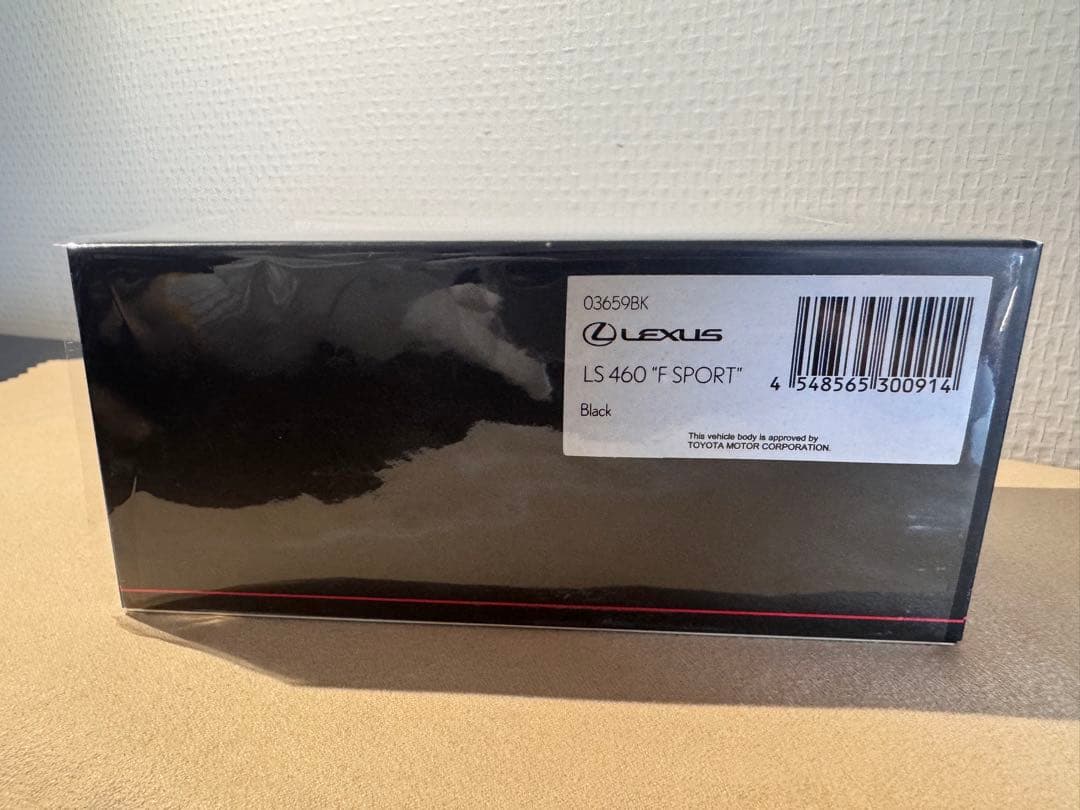 03659BK
LEXUS
LS 460 "F SPORT"
Black
4 548565 300914
This vehicle body is approved by
TOYOTA MOTOR CORPORATION.